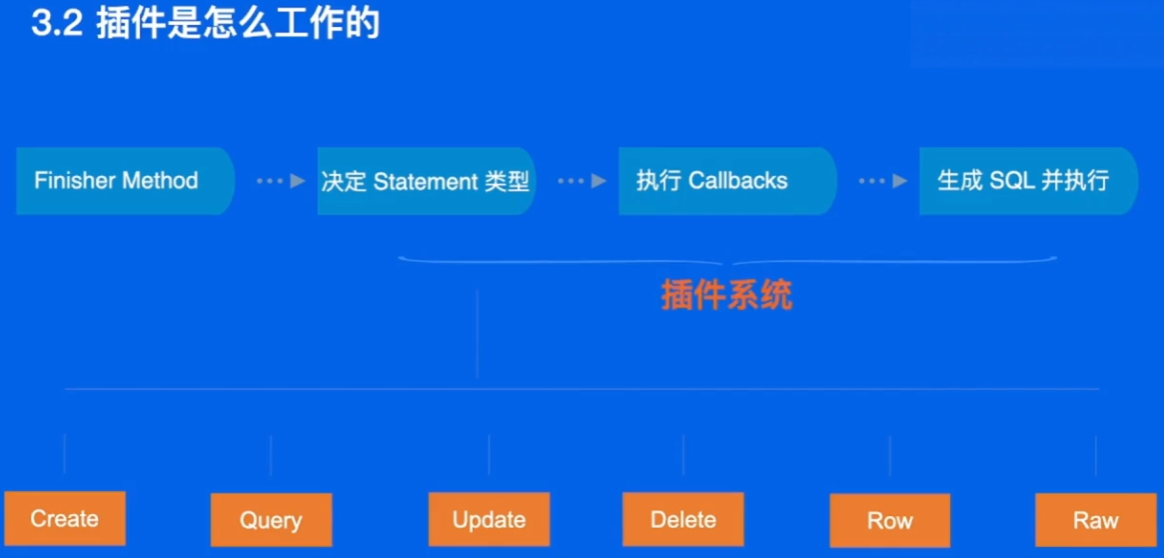 3.2 插件是怎么工作的
Finisher Method
决定 Statement 类型
执行 Callbacks
生成 SQL 并执行
插件系统
Create
Query
Update
Delete
Row
Raw